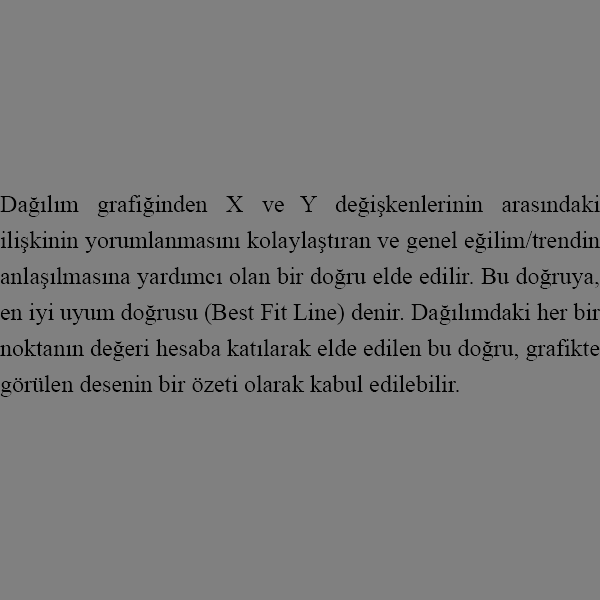 Dağılım grafiğinden X ve Y değişkenlerinin arasındaki
ilişkinin yorumlanmasını kolaylaştıran ve genel eğilim/trendin
anlaşılmasına yardımcı olan bir doğru elde edilir. Bu doğruya,
en iyi uyum doğrusu (Best Fit Line) denir. Dağılımdaki her bir
noktanın değeri hesaba katılarak elde edilen bu doğru, grafikte
görülen desenin bir özeti olarak kabul edilebilir.